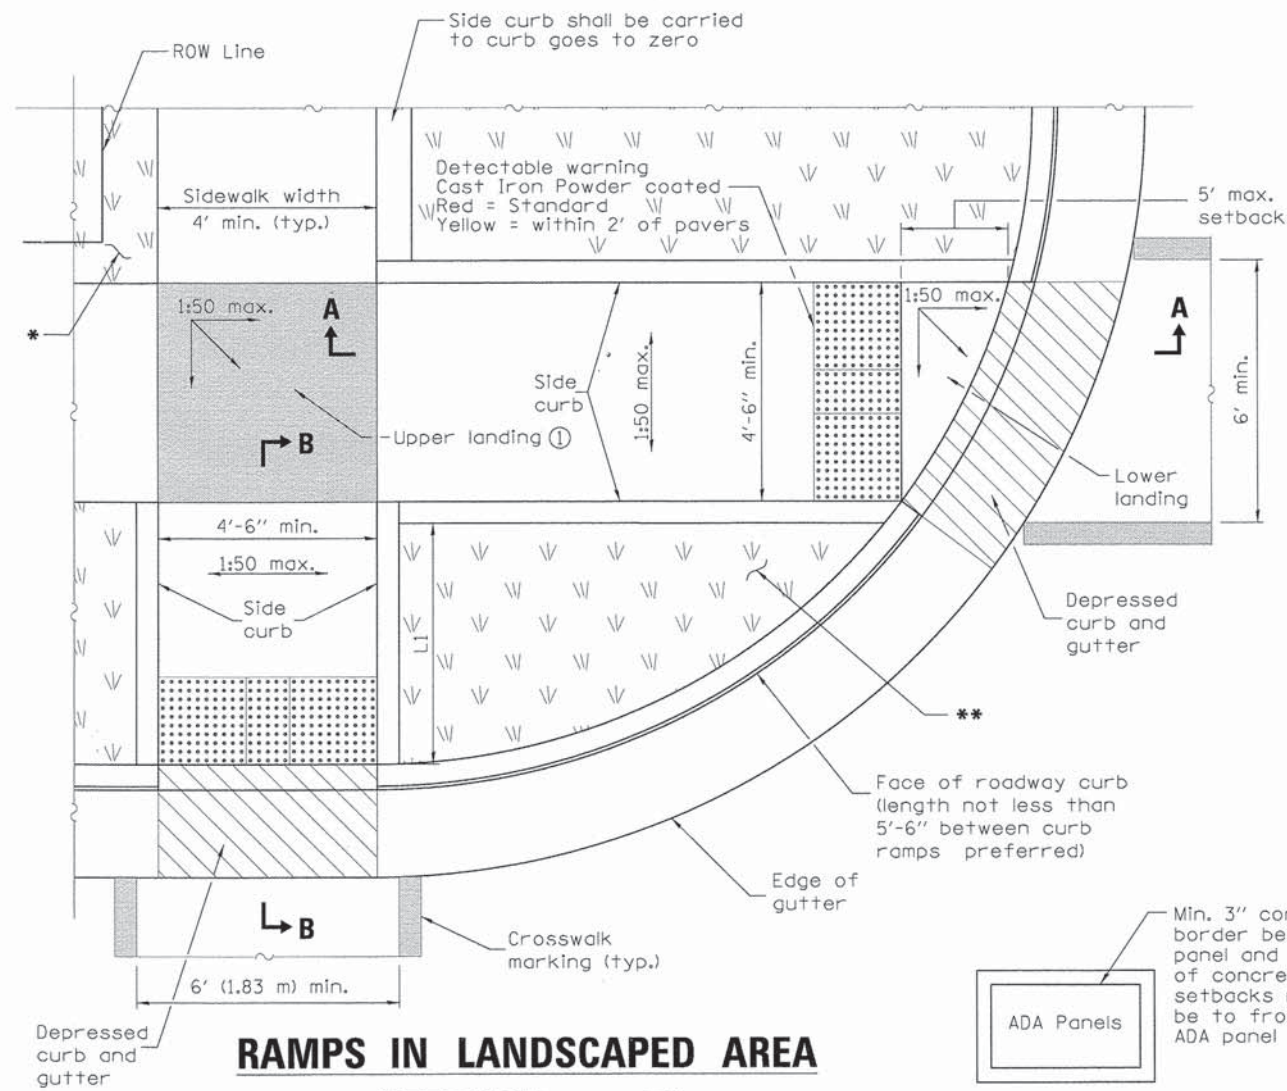 Side curb shall be carried
to curb goes to zero
ROW Line
Detectable warning
Cast Iron Powder coated
Red = Standard
Yellow = within 2' of pavers
Sidewalk width
4' min. (typ.)
5' max.
setback
*
1:50 max.
A
Side
curb
1:50 max.
4'-6" min.
1:50 max.
A
6' min.
B
Upper landing ①
Lower
landing
4'-6" min.
1:50 max.
Side
curb
L1
Depressed
curb and
gutter
**
Face of roadway curb
(length not less than
5'-6" between curb
ramps preferred)
Edge of
gutter
B
Crosswalk
marking (typ.)
6' (1.83 m) min.
Depressed
curb and
gutter
RAMPS IN LANDSCAPED AREA
ADA Panels
Min. 3"
border
panel and
of
setbacks
be to
ADA panel